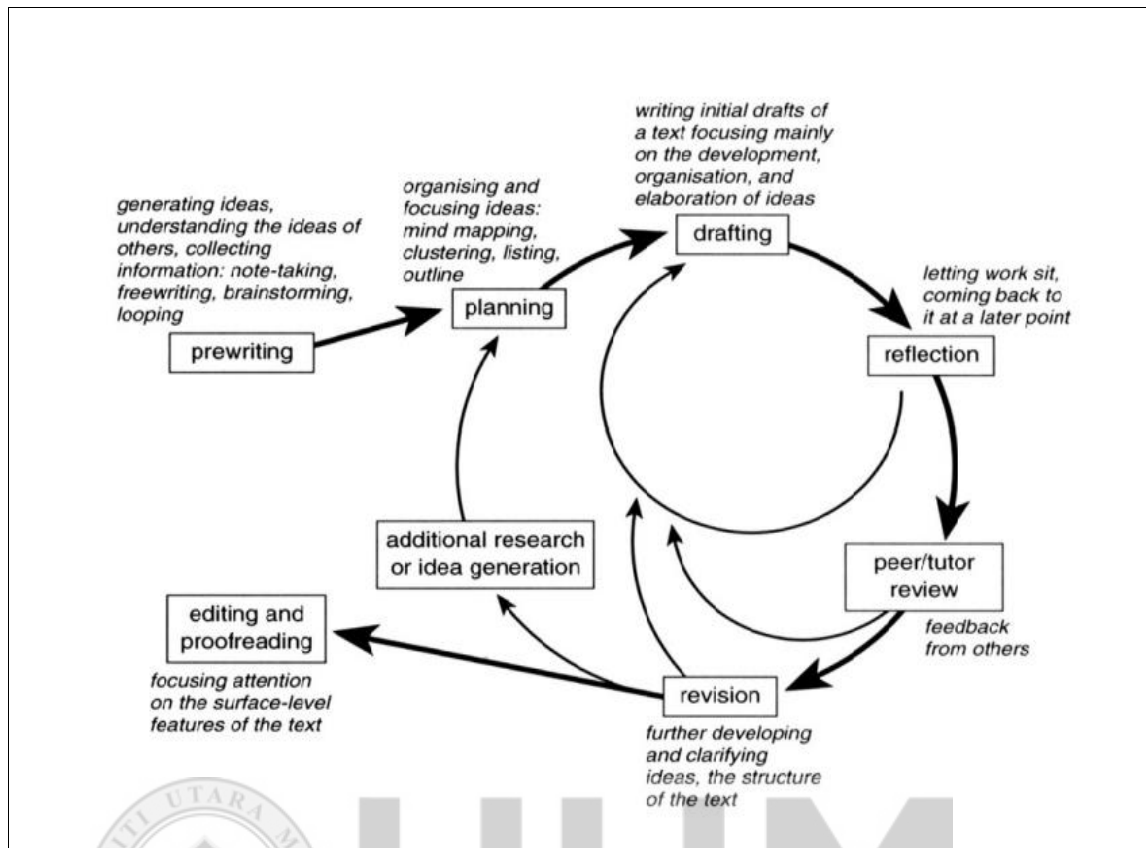 generating ideas,
understanding the ideas of
others, collecting
information: note-taking,
freewriting, brainstorming,
looping
prewriting
organising and
focusing ideas:
mind mapping,
clustering, listing,
outline
planning
writing initial drafts of
a text focusing mainly
on the development,
organisation, and
elaboration of ideas
drafting
letting work sit,
coming back to
it at a later point
reflection
peer/tutor
review
feedback
from others
revision
further developing
and clarifying
ideas, the structure
of the text
additional research
or idea generation
editing and
proofreading
focusing attention
on the surface-level
features of the text
UTARA
UUM